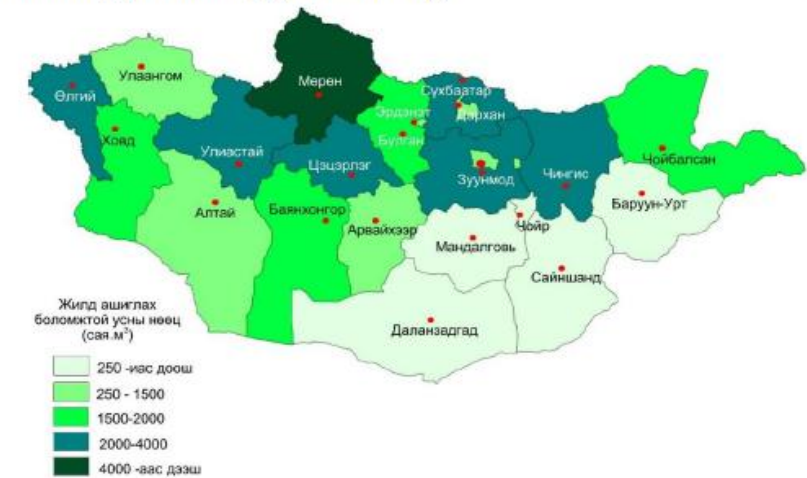 Улаангом
Мөрөн
Өлгий
Сүхбаатар
Дархан
Эрдэнэт
Булган
Ховд
Улиастай
Цэцэрлэг
Зуунмод
Чингис
Чойбалсан
Алтай
Баянхонгор
Арвайхээр
Чойр
Баруун-Урт
Мандалговь
Сайншанд
Даланзадгад
Жилд ашиглах
боломжтой усны нөөц
(сая.м³)
250 -иас доош
250 - 1500
1500-2000
2000-4000
4000 -аас дээш